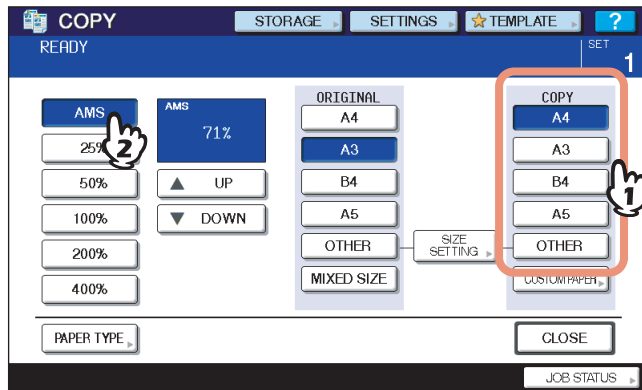 COPY
STORAGE
SETTINGS
TEMPLATE
?
READY
SET
1
AMS
25%
50%
100%
200%
400%
2
AMS
71%
UP
DOWN
ORIGINAL
A4
A3
B4
A5
OTHER
MIXED SIZE
SIZE
SETTING
COPY
A4
A3
B4
A5
OTHER
CUSTOM PAPER
1
PAPER TYPE
CLOSE
JOB STATUS